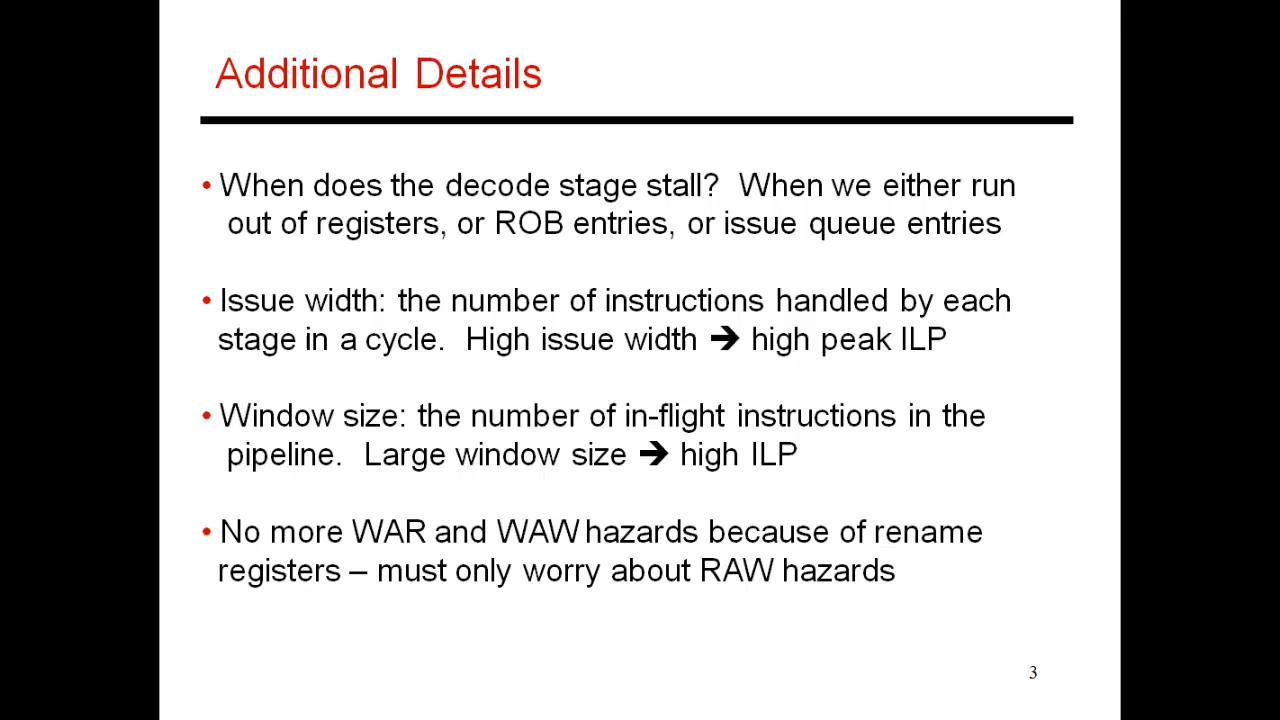 Additional Details
• When does the decode stage stall? When we either run
out of registers, or ROB entries, or issue queue entries
• Issue width: the number of instructions handled by each
stage in a cycle. High issue width ➔ high peak ILP
• Window size: the number of in-flight instructions in the
pipeline. Large window size ➔ high ILP
• No more WAR and WAW hazards because of rename
registers – must only worry about RAW hazards
3